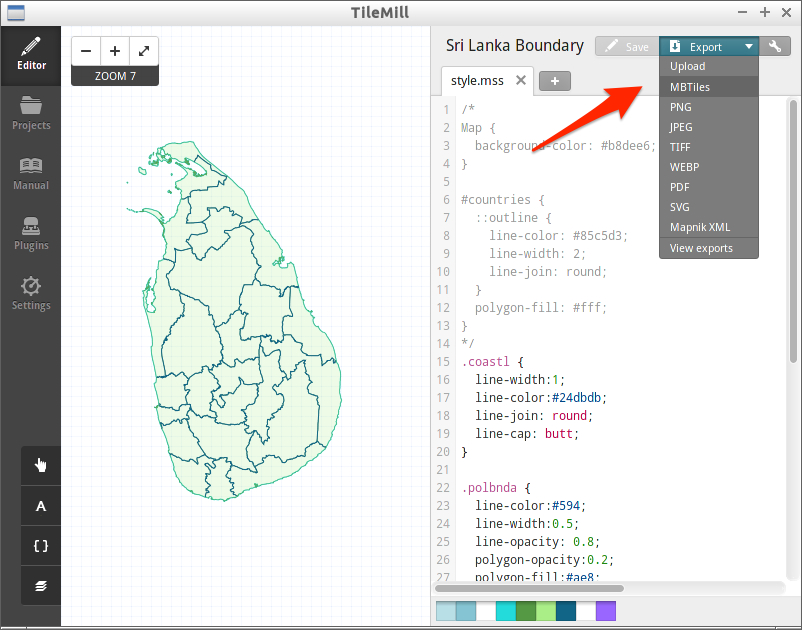 TileMill
Editor
Projects
Manual
Plugins
Settings
A
{ }
ZOOM 7
Sri Lanka Boundary
Save
Export
Upload
MBTiles
PNG
JPEG
TIFF
WEBP
PDF
SVG
Mapnik XML
View exports
style.mss
1 /*
2 Map {
3 background-color: #b8dee6;
4 }
5
6 #countries {
7 ::outline {
8 line-color: #85c5d3;
9 line-width: 2;
10 line-join: round;
11 }
12 polygon-fill: #fff;
13 }
14 */
15 .coastl {
16 line-width:1;
17 line-color:#24dbdb;
18 line-join: round;
19 line-cap: butt;
20 }
21
22 .polbnda {
23 line-color:#594;
24 line-width:0.5;
25 line-opacity: 0.8;
26 polygon-opacity:0.2;
27 polygon-fill:#ae8;